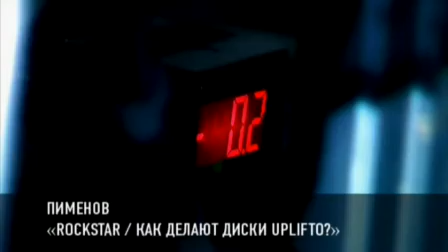 - 0.2
ПИМЕНОВ
«ROCKSTAR / КАК ДЕЛАЮТ ДИСКИ UPLIFTO?»